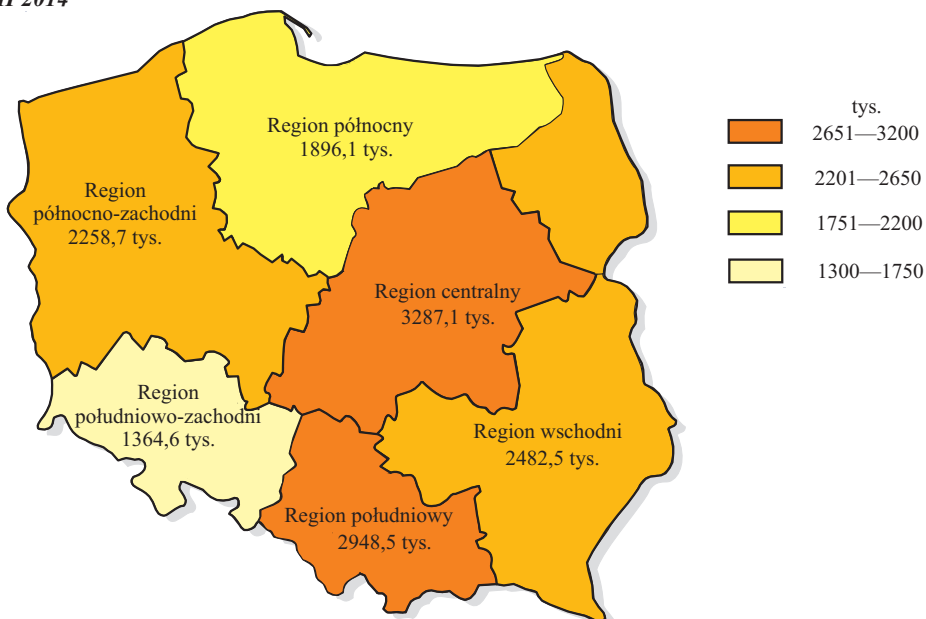 2014
Region północny
1896,1 tys.
Region
północno-zachodni
2258,7 tys.
Region centralny
3287,1 tys.
Region
południowo-zachodni
1364,6 tys.
Region wschodni
2482,5 tys.
Region południowy
2948,5 tys.
tys.
2651—3200
2201—2650
1751—2200
1300—1750